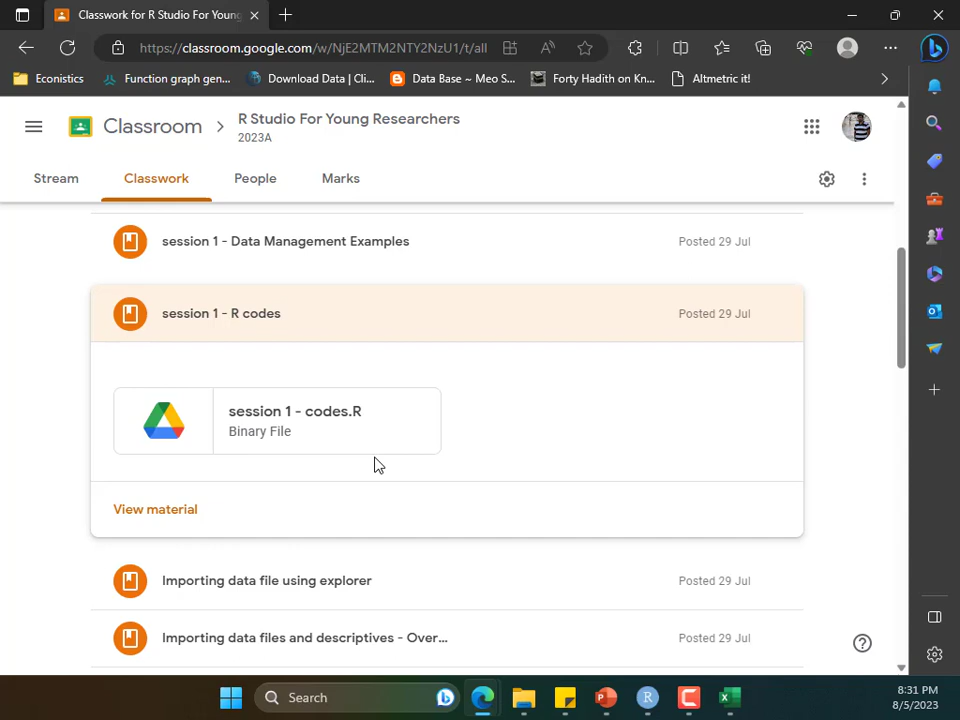 Classwork for R Studio For Young
https://classroom.google.com/w/NjE2MTM2NTY2NzU1/t/all
Econistics
Function graph gen...
Download Data | Cli...
Data Base ~ Meo S...
Forty Hadith on Kn...
Altmetric it!
Classroom
R Studio For Young Researchers
2023A
Stream
Classwork
People
Marks
session 1 - Data Management Examples
Posted 29 Jul
session 1 - R codes
Posted 29 Jul
session 1 - codes.R
Binary File
View material
Importing data file using explorer
Posted 29 Jul
Importing data files and descriptives - Over...
Posted 29 Jul
Search
8:31 PM
8/5/2023